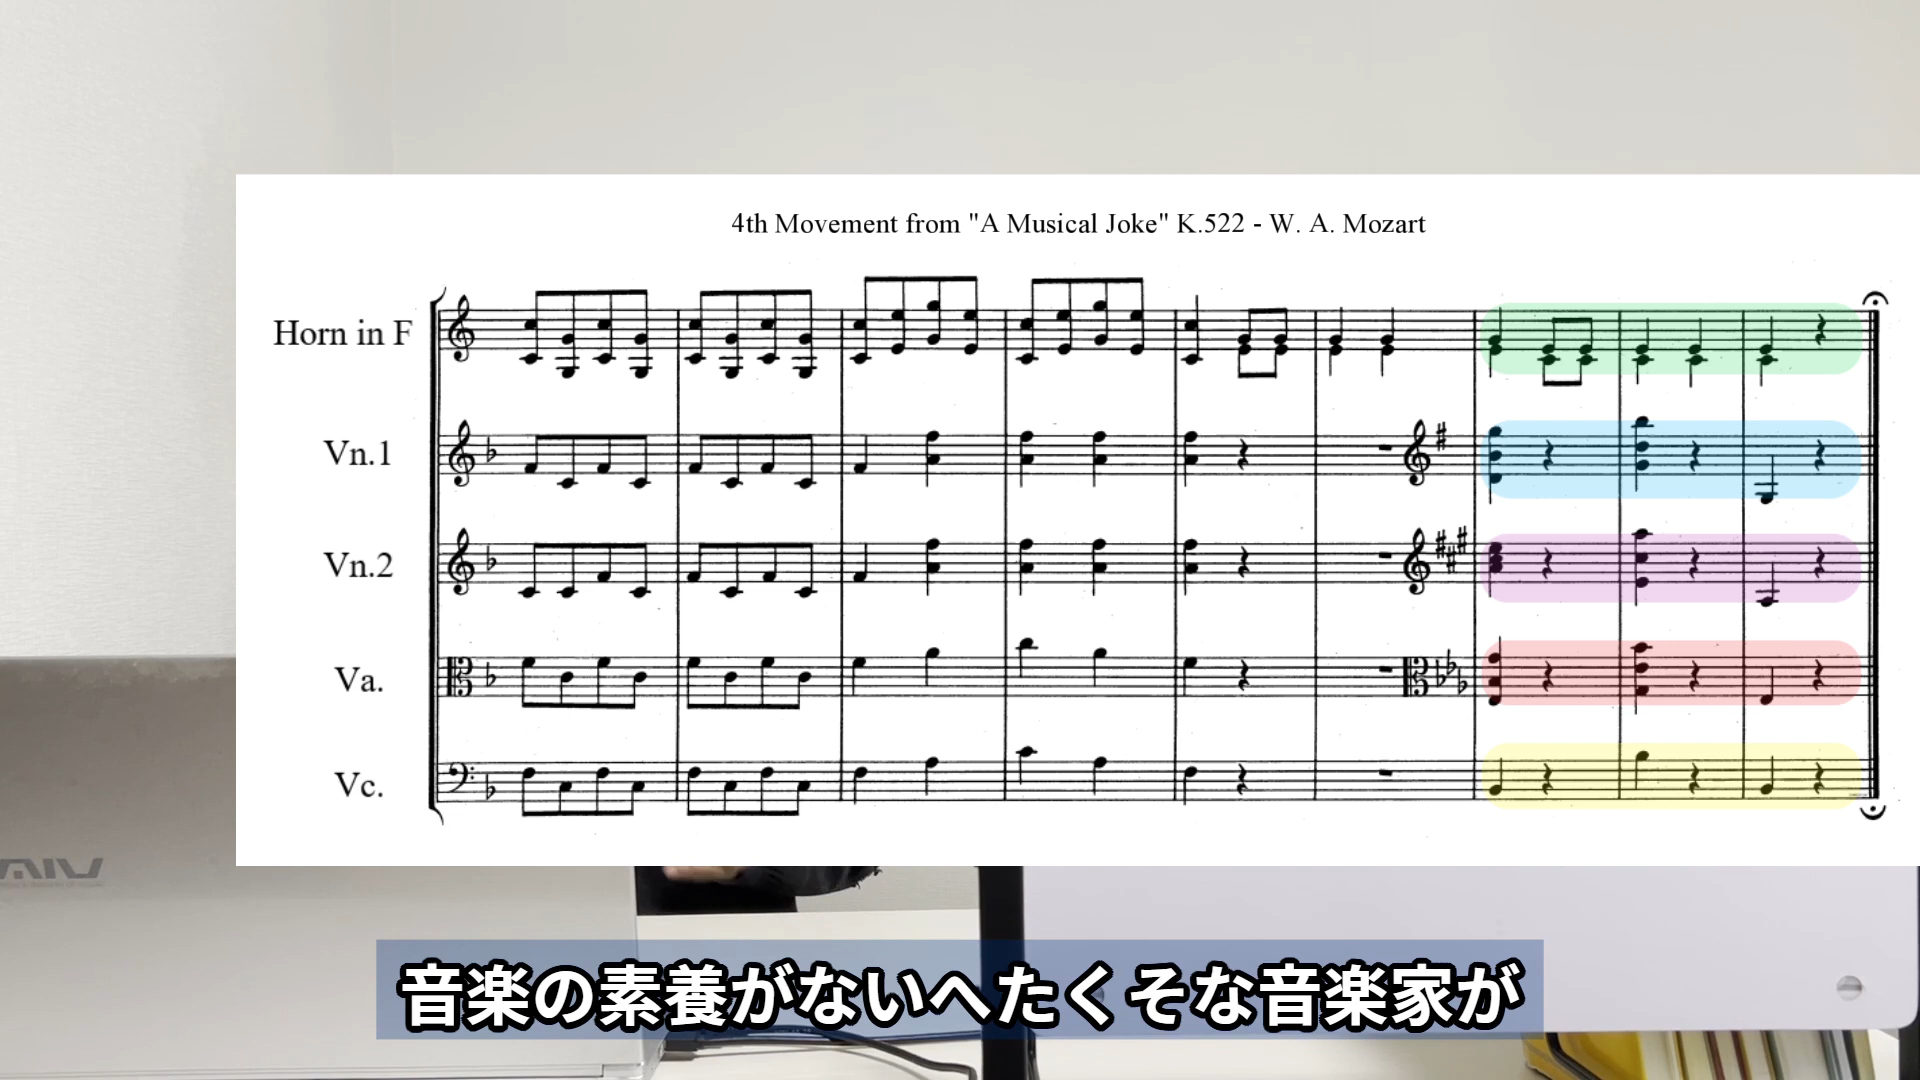 4th Movement from "A Musical Joke" K.522 - W. A. Mozart
Horn in F
Vn.1
Vn.2
Va.
Vc.
音楽の素養がないへたくそな音楽家が